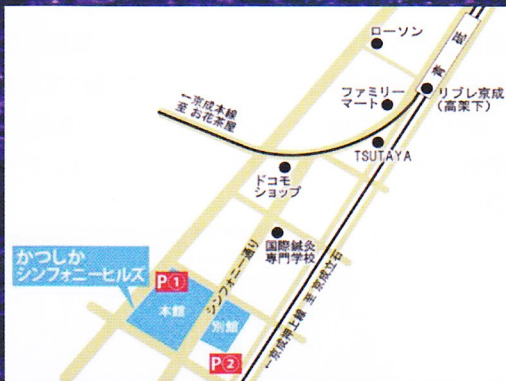 ローソン
青砥
ファミリー
マート
リブレ京成
(高架下)
←京成本線
至 お花茶屋
TSUTAYA
ドコモ
ショップ
国際鍼灸
専門学校
シンフォニー通り
←京成押上線 至 京成立石
かつしか
シンフォニーヒルズ
P①
本館
別館
P②